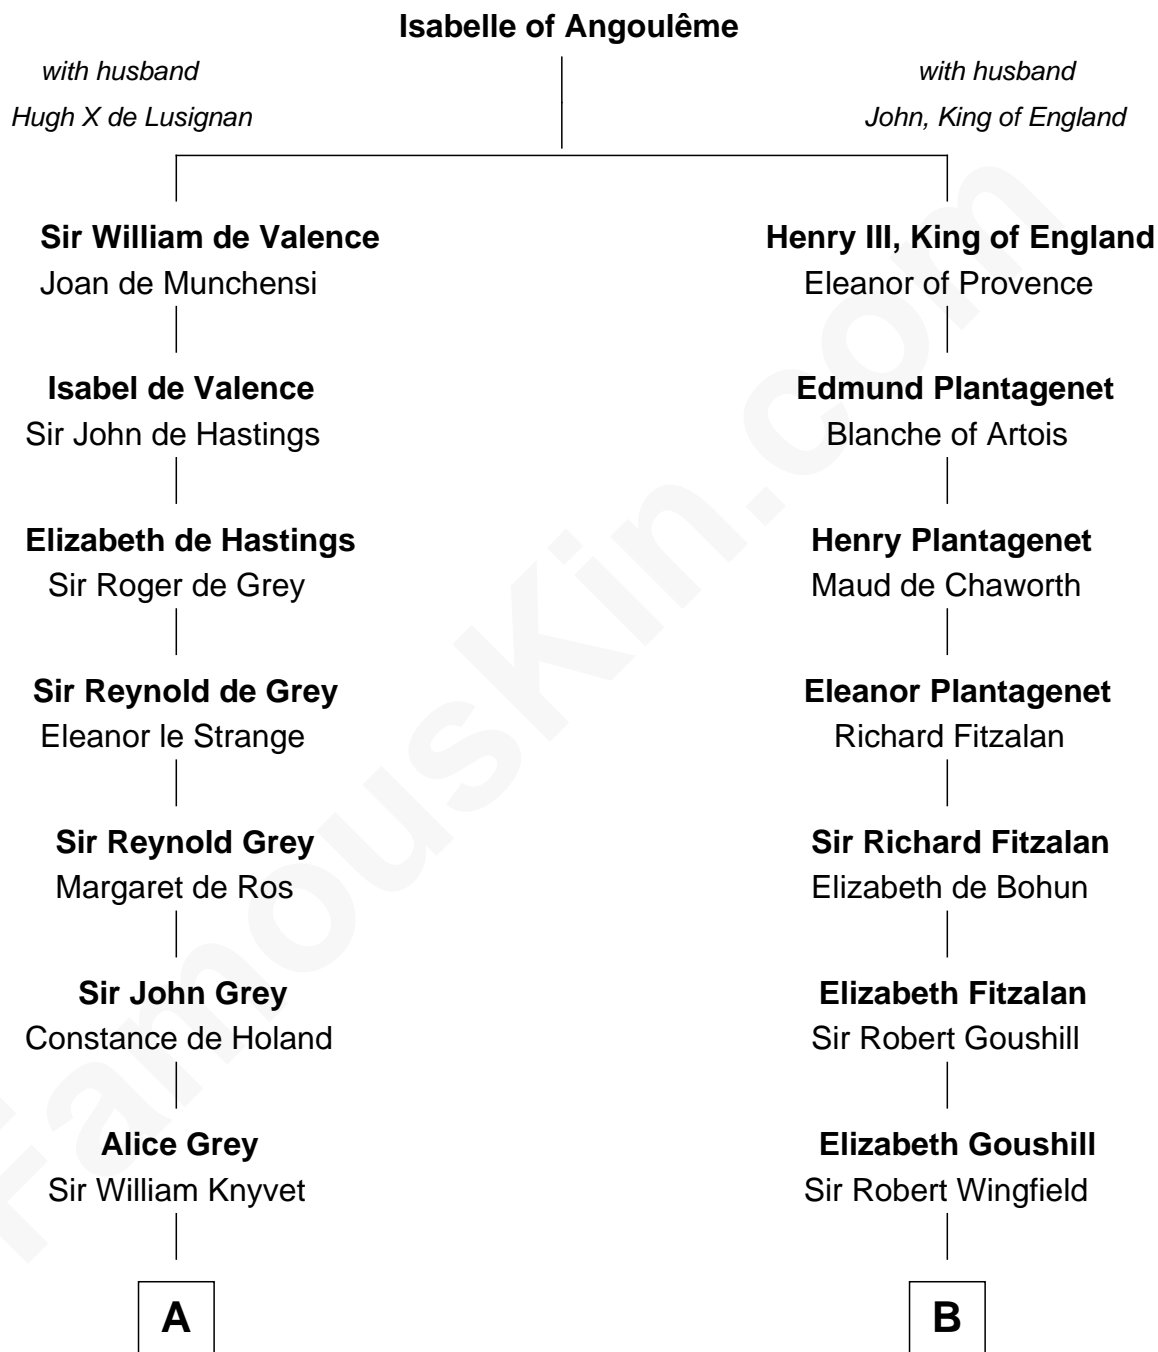 Isabelle of Angoulême
with husband
Hugh X de Lusignan
with husband
John, King of England
Sir William de Valence
Joan de Munchensi
Henry III, King of England
Eleanor of Provence
Isabel de Valence
Sir John de Hastings
Edmund Plantagenet
Blanche of Artois
Elizabeth de Hastings
Sir Roger de Grey
Henry Plantagenet
Maud de Chaworth
Sir Reynold de Grey
Eleanor le Strange
Eleanor Plantagenet
Richard Fitzalan
Sir Reynold Grey
Margaret de Ros
Sir Richard Fitzalan
Elizabeth de Bohun
Sir John Grey
Constance de Holand
Elizabeth Fitzalan
Sir Robert Goushill
Alice Grey
Sir William Knyvet
Elizabeth Goushill
Sir Robert Wingfield
A
B
FamousKin.com